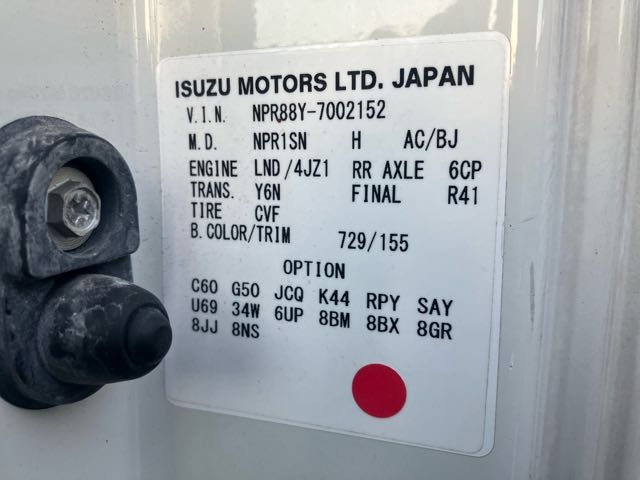 ISUZU MOTORS LTD. JAPAN
V.I.N. NPR88Y-7002152
M.D. NPR1SN H AC/BJ
ENGINE LND/4JZ1 RR AXLE 6CP
TRANS. Y6N FINAL R41
TIRE CVF
B.COLOR/TRIM 729/155
OPTION
C60 G50 JCQ K44 RPY SAY
U69 34W 6UP 8BM 8BX 8GR
8JJ 8NS